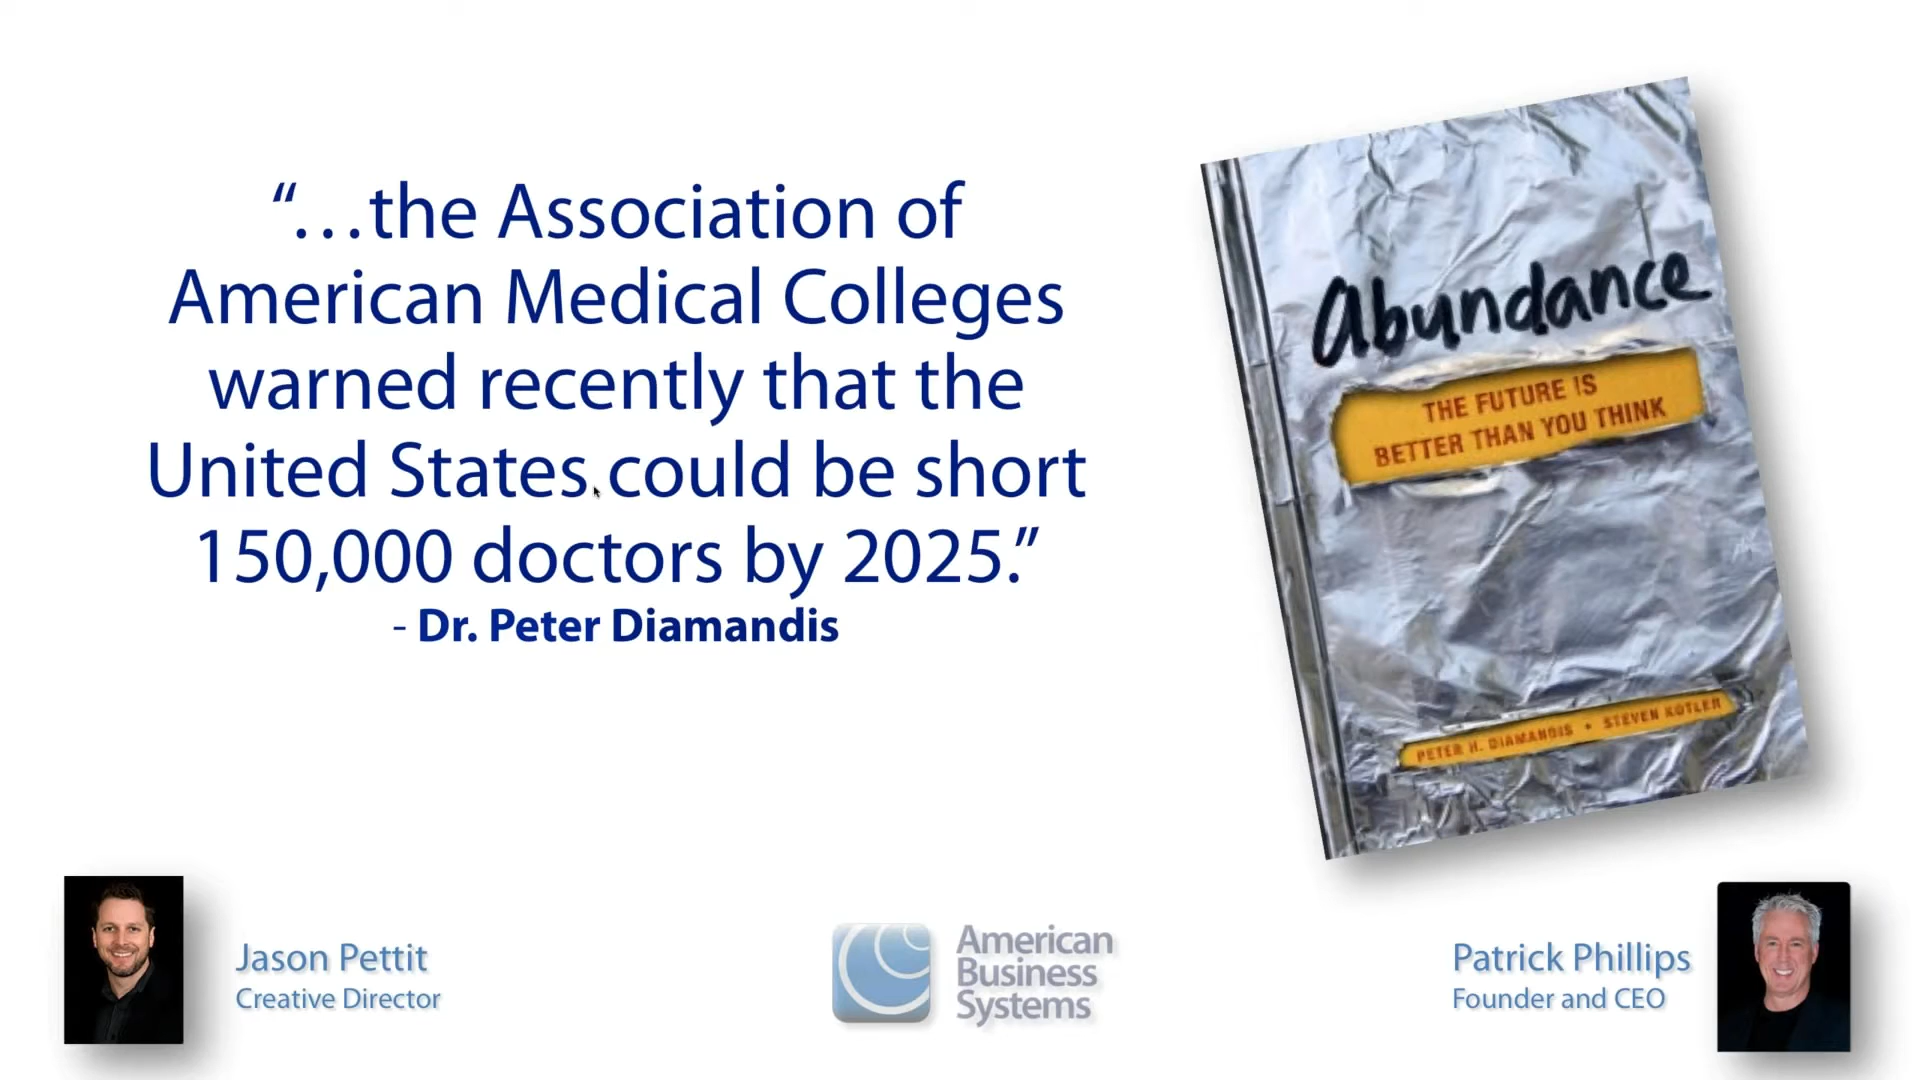 “…the Association of
American Medical Colleges
warned recently that the
United States could be short
150,000 doctors by 2025.”
- Dr. Peter Diamandis
Abundance
THE FUTURE IS
BETTER THAN YOU THINK
PETER H. DIAMANDIS • STEVEN KOTLER
Jason Pettit
Creative Director
American
Business
Systems
Patrick Phillips
Founder and CEO